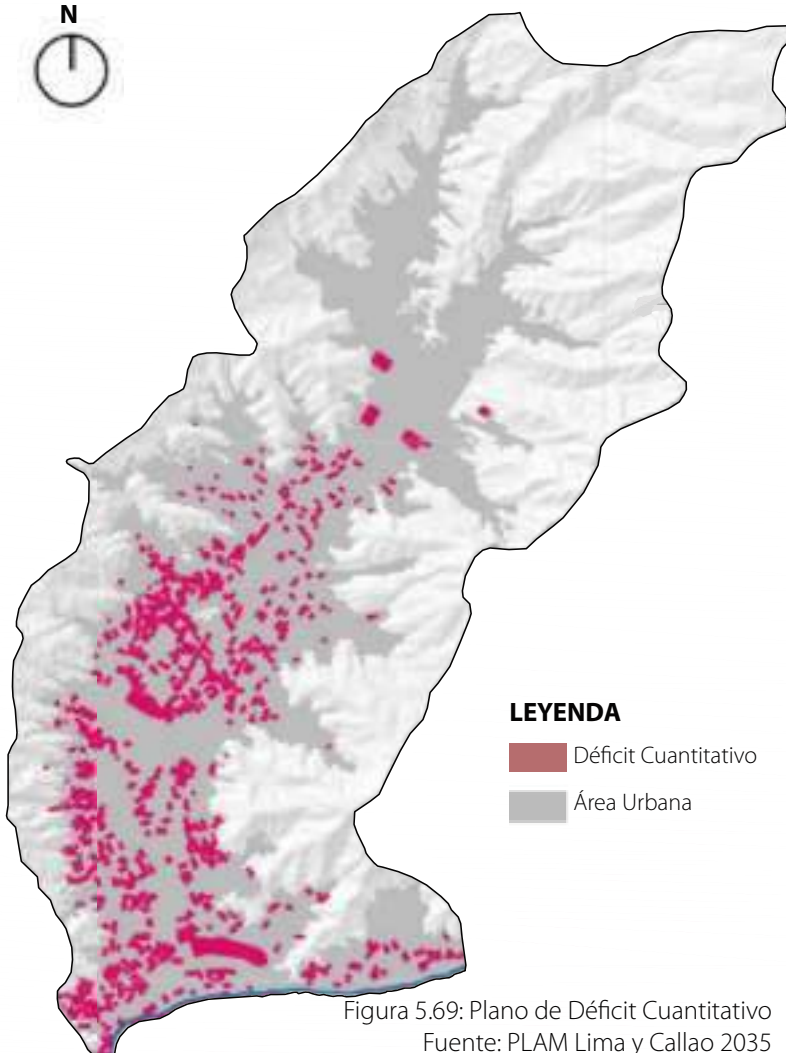 N
LEYENDA
Déficit Cuantitativo
Área Urbana
Figura 5.69: Plano de Déficit Cuantitativo
Fuente: PLAM Lima y Callao 2035